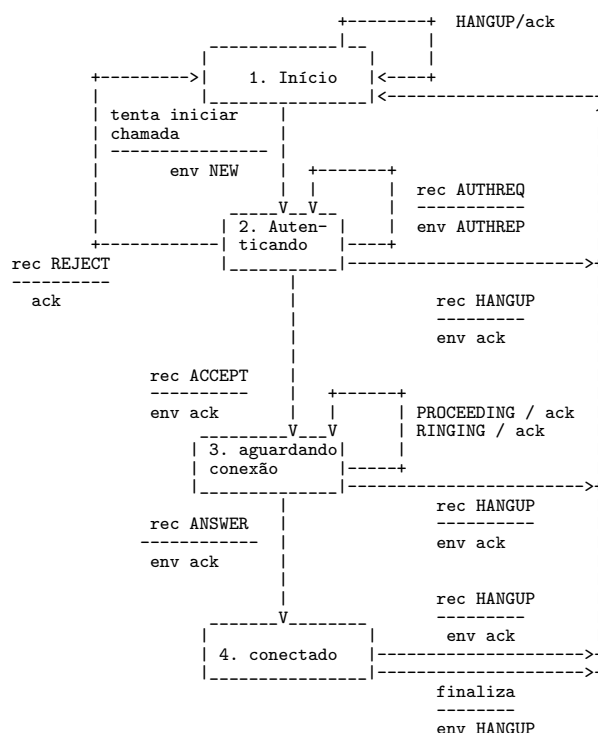 HANGUP/ack
1. Início
tenta iniciar
chamada
env NEW
rec AUTHREQ
env AUTHREP
2. Auten-
ticando
rec REJECT
ack
rec HANGUP
env ack
rec ACCEPT
env ack
PROCEEDING / ack
RINGING / ack
3. aguardando
conexão
rec HANGUP
env ack
rec ANSWER
env ack
rec HANGUP
env ack
4. conectado
finaliza
env HANGUP